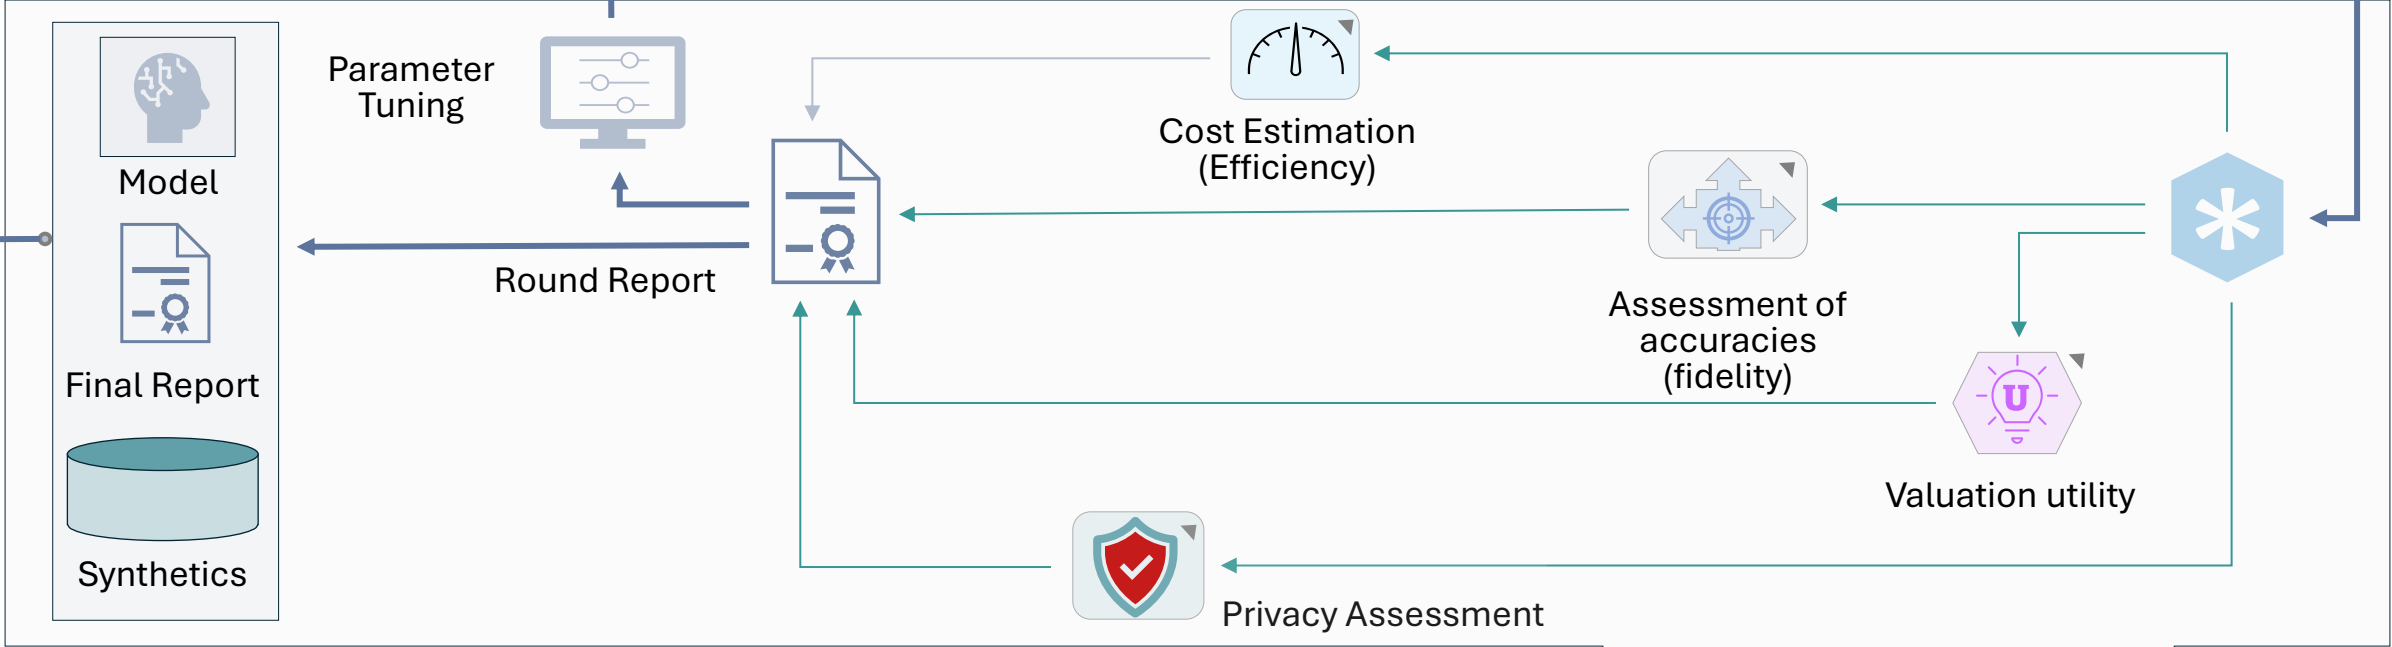 Model
Final Report
Synthetics
Parameter
Tuning
Round Report
Cost Estimation
(Efficiency)
Assessment of
accuracies
(fidelity)
U
Valuation utility
Privacy Assessment